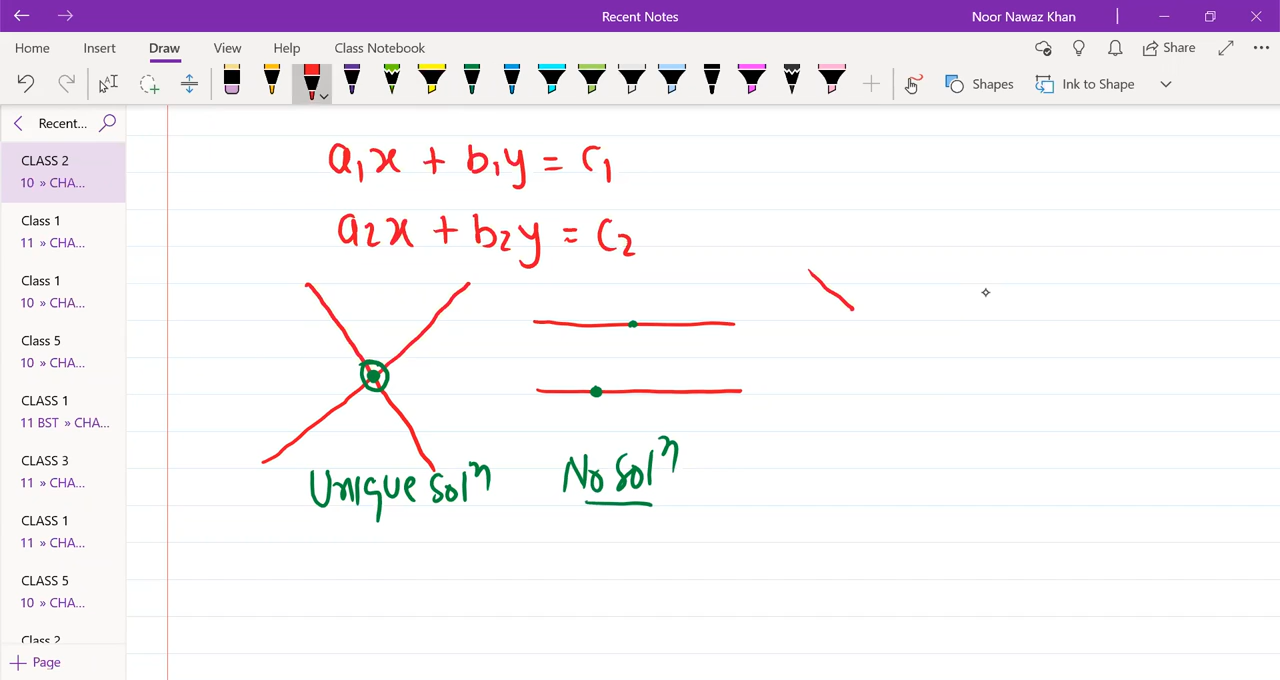 Recent Notes
Noor Nawaz Khan
Home Insert Draw View Help Class Notebook
Share
Shapes
Ink to Shape
Recent...
CLASS 2
10 » CHA...
Class 1
11 » CHA...
Class 1
10 » CHA...
Class 5
10 » CHA...
CLASS 1
11 BST » CHA...
CLASS 3
11 » CHA...
CLASS 1
11 » CHA...
CLASS 5
10 » CHA...
Class 2
+ Page
a₁x + b₁y = c₁
a₂x + b₂y = c₂
Unique solⁿ
No solⁿ